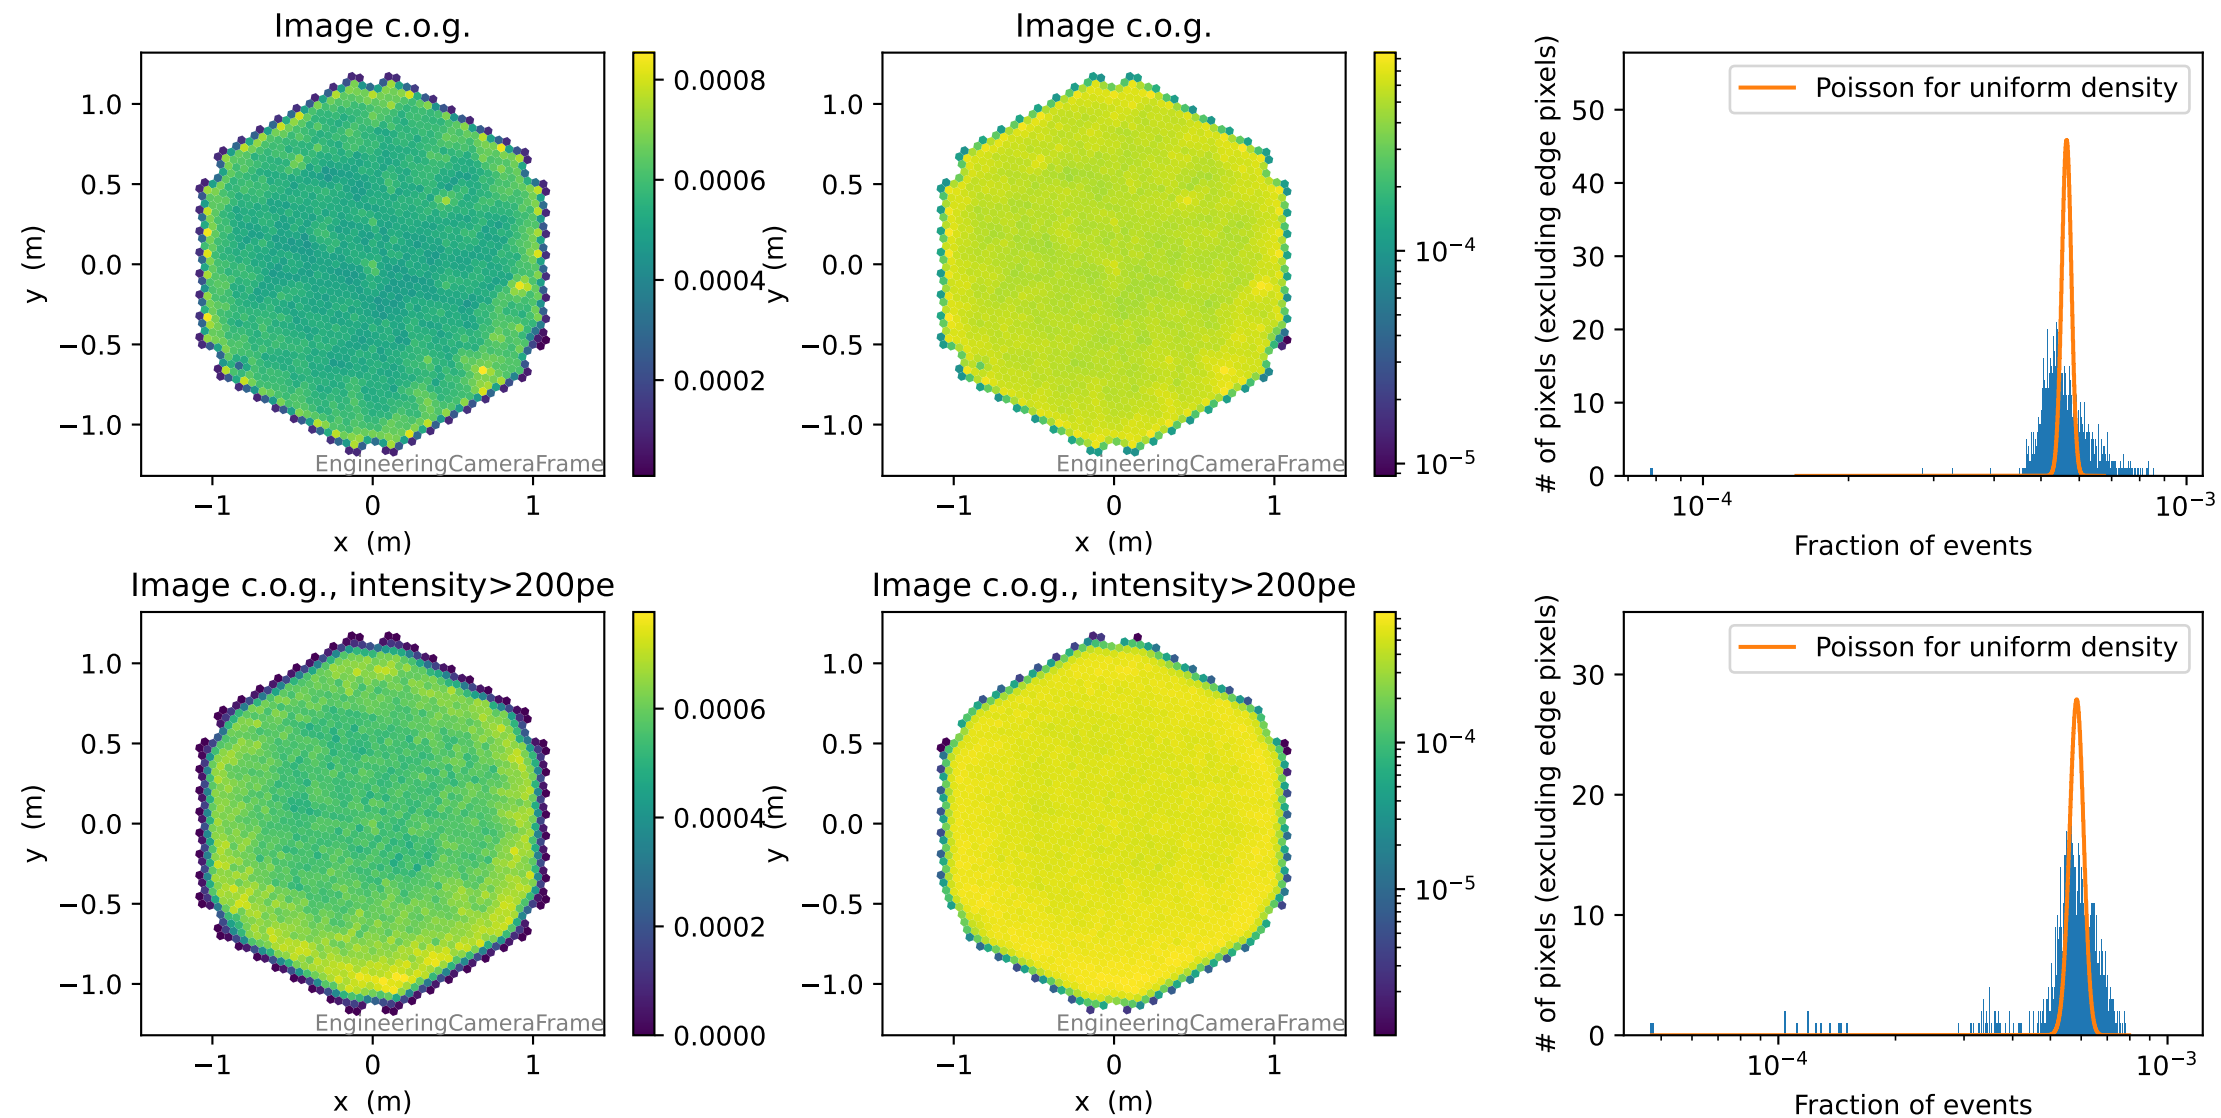 Image c.o.g.
y (m)
1.0
0.5
0.0
−0.5
−1.0
−1
0
1
x (m)
EngineeringCameraFrame
0.0008
0.0006
0.0004
0.0002
Image c.o.g.
y (m)
1.0
0.5
0.0
−0.5
−1.0
−1
0
1
x (m)
EngineeringCameraFrame
10−4
10−5
# of pixels (excluding edge pixels)
50
40
30
20
10
0
Poisson for uniform density
10−4
10−3
Fraction of events
Image c.o.g., intensity>200pe
y (m)
1.0
0.5
0.0
−0.5
−1.0
−1
0
1
x (m)
EngineeringCameraFrame
0.0006
0.0004
0.0002
0.0000
Image c.o.g., intensity>200pe
y (m)
1.0
0.5
0.0
−0.5
−1.0
−1
0
1
x (m)
EngineeringCameraFrame
10−4
10−5
# of pixels (excluding edge pixels)
30
20
10
0
Poisson for uniform density
10−4
10−3
Fraction of events